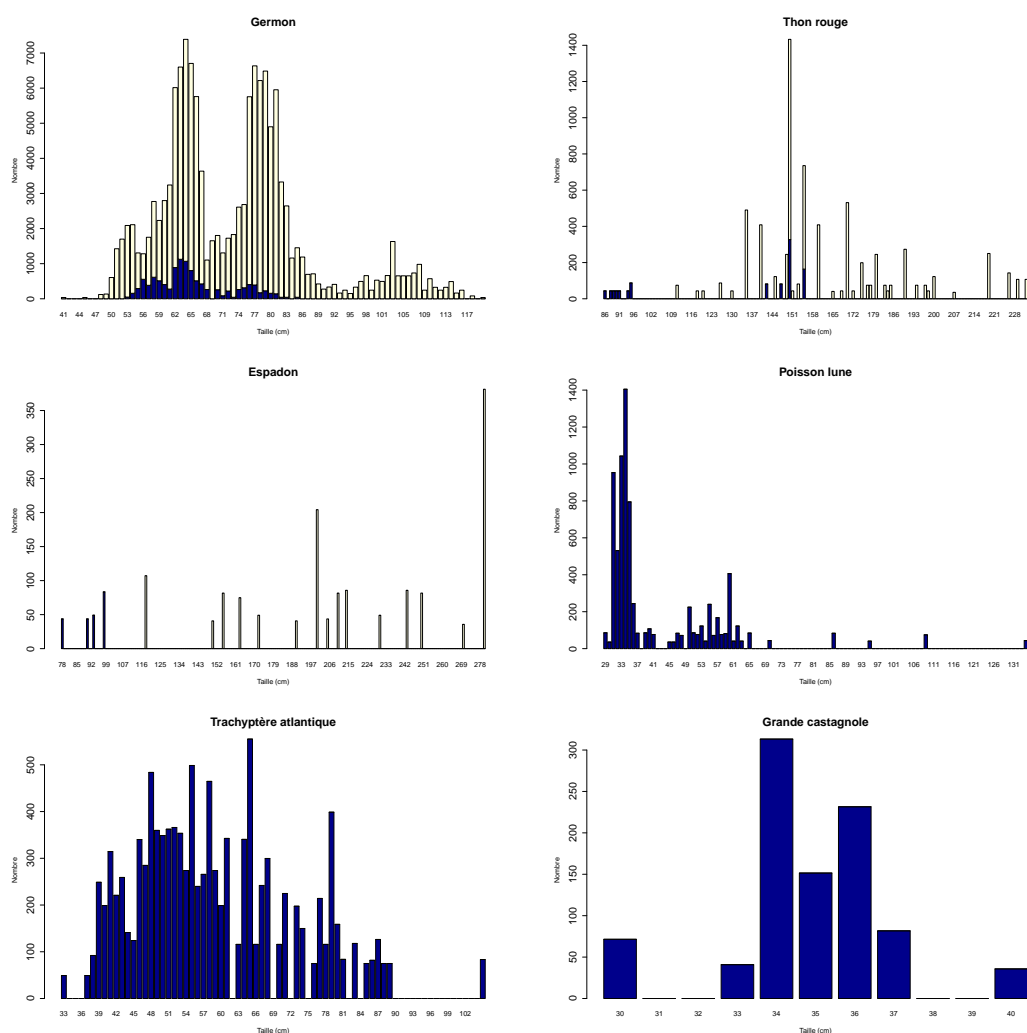 Germon
Nombre
0 1000 2000 3000 4000 5000 6000 7000
41 44 47 50 53 56 59 62 65 68 71 74 77 80 83 86 89 92 95 98 101 105 109 113 117
Taille (cm)
Thon rouge
Nombre
0 200 400 600 800 1000 1200 1400
86 91 96 102 109 116 123 130 137 144 151 158 165 172 179 186 193 200 207 214 221 228
Taille (cm)
Espadon
Nombre
0 50 100 150 200 250 300 350
78 85 92 99 107 116 125 134 143 152 161 170 179 188 197 206 215 224 233 242 251 260 269 278
Taille (cm)
Poisson lune
Nombre
0 200 400 600 800 1000 1200 1400
29 33 37 41 45 49 53 57 61 65 69 73 77 81 85 89 93 97 102 111 116 121 126 131
Taille (cm)
Trachyptère atlantique
Nombre
0 100 200 300 400 500
33 36 39 42 45 48 51 54 57 60 63 66 69 72 75 78 81 84 87 90 93 96 99 102
Taille (cm)
Grande castagnole
Nombre
0 50 100 150 200 250 300
30 31 32 33 34 35 36 37 38 39 40
Taille (cm)